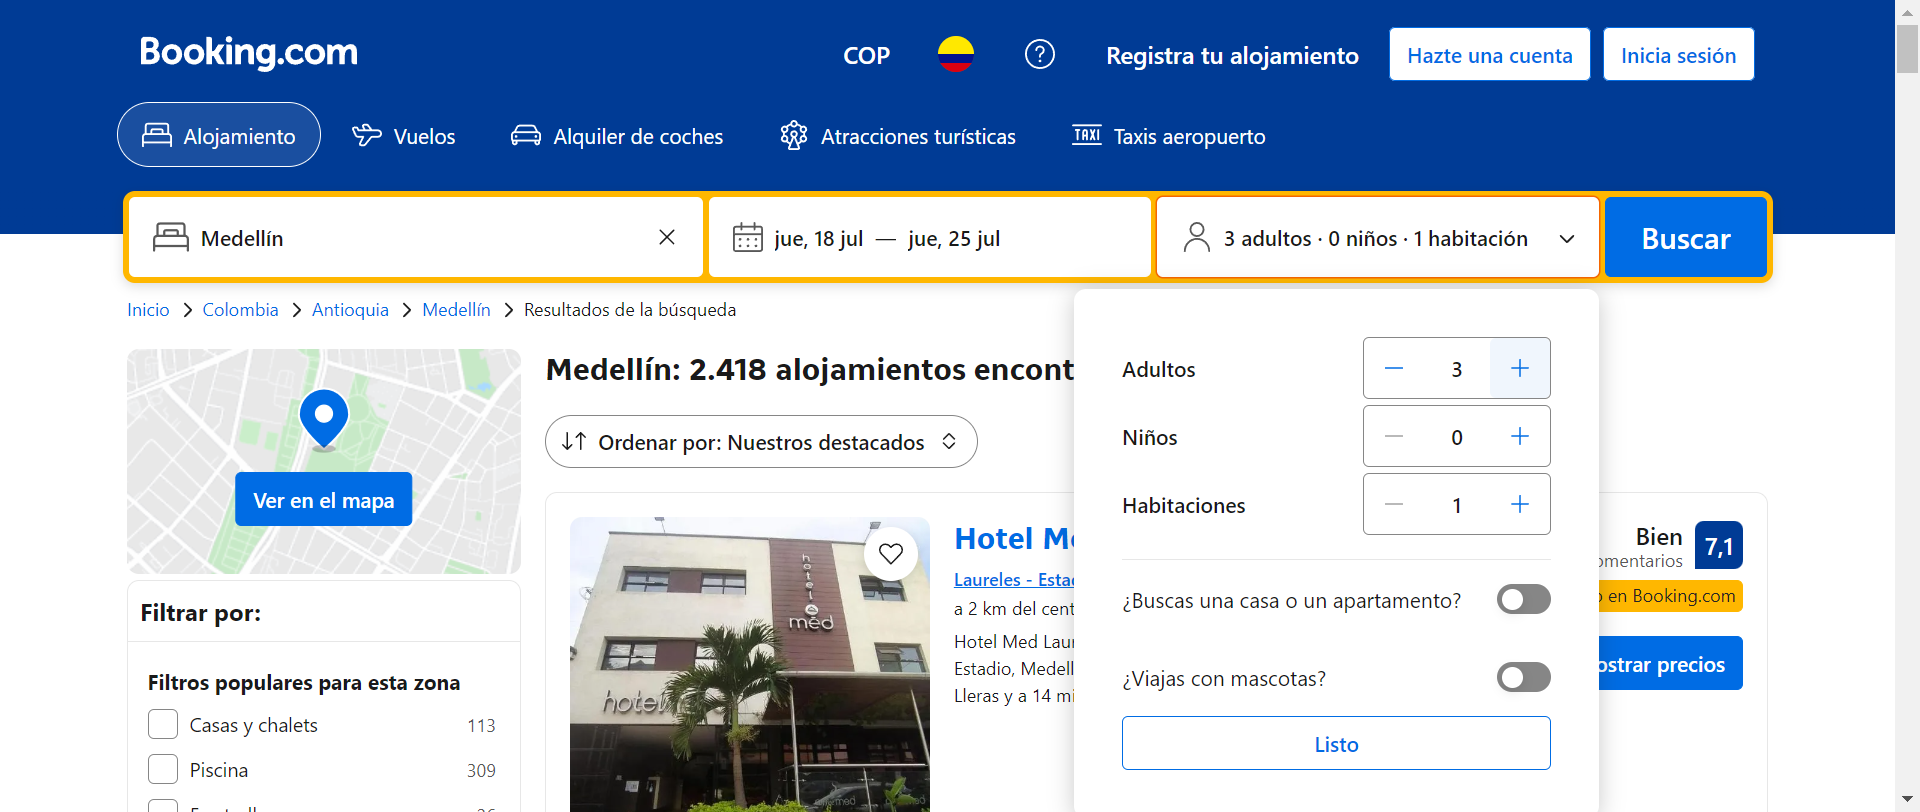 Booking.com
COP
Registra tu alojamiento
Hazte una cuenta
Inicia sesión
Alojamiento
Vuelos
Alquiler de coches
Atracciones turísticas
TAXI
Taxis aeropuerto
Medellín
jue, 18 jul — jue, 25 jul
3 adultos · 0 niños · 1 habitación
Buscar
Inicio > Colombia > Antioquia > Medellín > Resultados de la búsqueda
Ver en el mapa
Filtrar por:
Filtros populares para esta zona
Casas y chalets 113
Piscina 309
Medellín: 2.418 alojamientos encont
Ordenar por: Nuestros destacados
hotel
med
hotel
Hotel M
Laureles - Esta
a 2 km del cent
Hotel Med Lau
Estadio, Medell
Lleras y a 14 mi
Adultos 3
Niños 0
Habitaciones 1
¿Buscas una casa o un apartamento?
¿Viajas con mascotas?
Listo
Bien 7,1
omentarios
o en Booking.com
ostrar precios